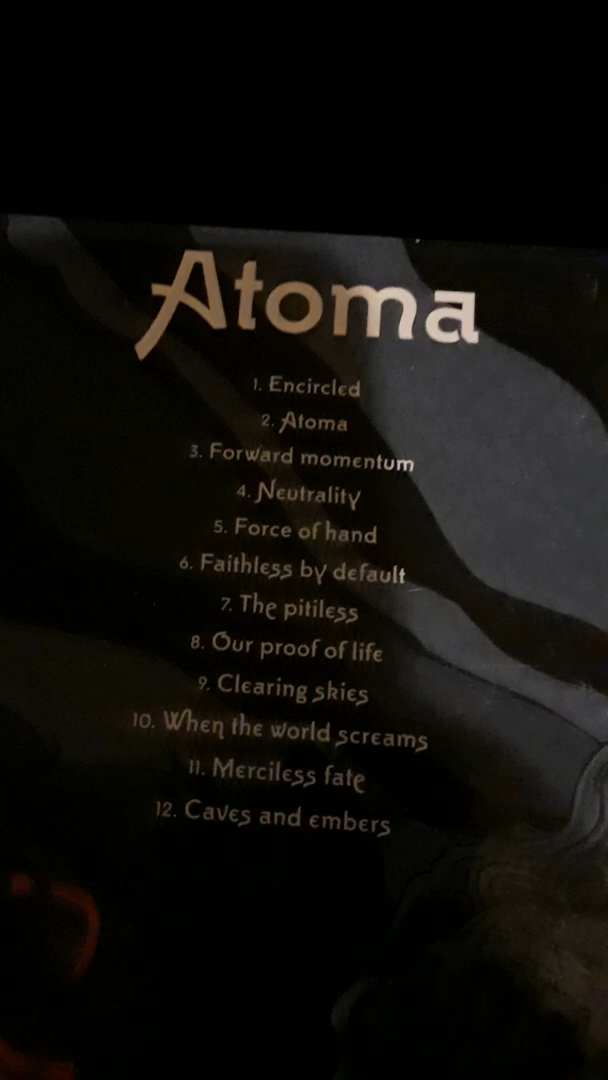 Atoma
1. Encircled
2. Atoma
3. Forward momentum
4. Neutrality
5. Force of hand
6. Faithless by default
7. The pitiless
8. Our proof of life
9. Clearing skies
10. When the world screams
11. Merciless fate
12. Caves and embers